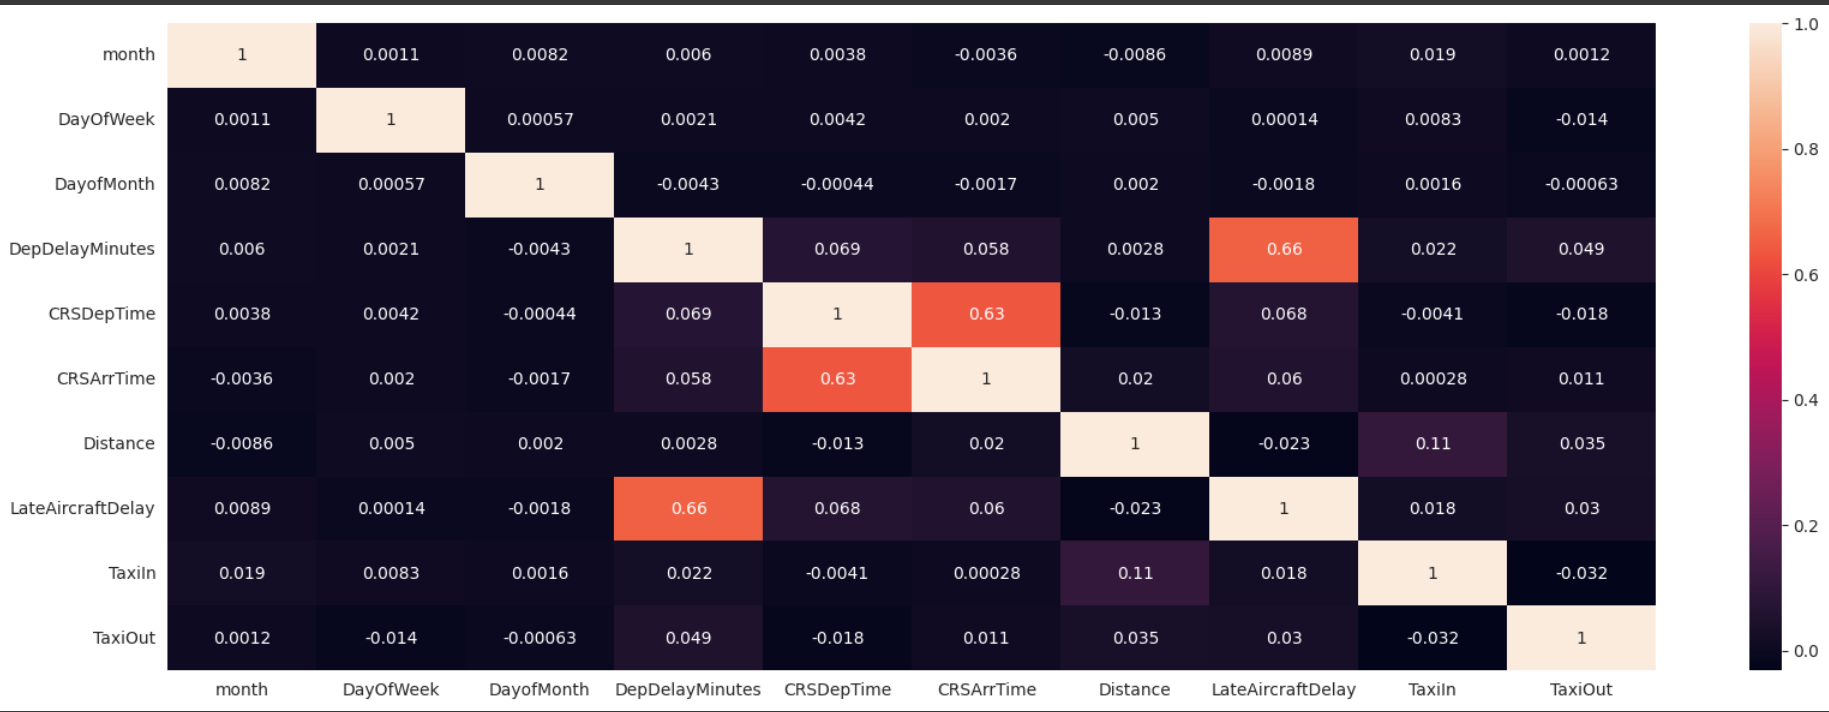 1.0
month 1 0.0011 0.0082 0.006 0.0038 -0.0036 -0.0086 0.0089 0.019 0.0012
DayOfWeek 0.0011 1 0.00057 0.0021 0.0042 0.002 0.005 0.00014 0.0083 -0.014
0.8
DayofMonth 0.0082 0.00057 1 -0.0043 -0.00044 -0.0017 0.002 -0.0018 0.0016 -0.00063
DepDelayMinutes 0.006 0.0021 -0.0043 1 0.069 0.058 0.0028 0.66 0.022 0.049
0.6
CRSDepTime 0.0038 0.0042 -0.00044 0.069 1 0.63 -0.013 0.068 -0.0041 -0.018
CRSArrTime -0.0036 0.002 -0.0017 0.058 0.63 1 0.02 0.06 0.00028 0.011
0.4
Distance -0.0086 0.005 0.002 0.0028 -0.013 0.02 1 -0.023 0.11 0.035
LateAircraftDelay 0.0089 0.00014 -0.0018 0.66 0.068 0.06 -0.023 1 0.018 0.03
0.2
TaxiIn 0.019 0.0083 0.0016 0.022 -0.0041 0.00028 0.11 0.018 1 -0.032
TaxiOut 0.0012 -0.014 -0.00063 0.049 -0.018 0.011 0.035 0.03 -0.032 1
0.0
month DayOfWeek DayofMonth DepDelayMinutes CRSDepTime CRSArrTime Distance LateAircraftDelay TaxiIn TaxiOut